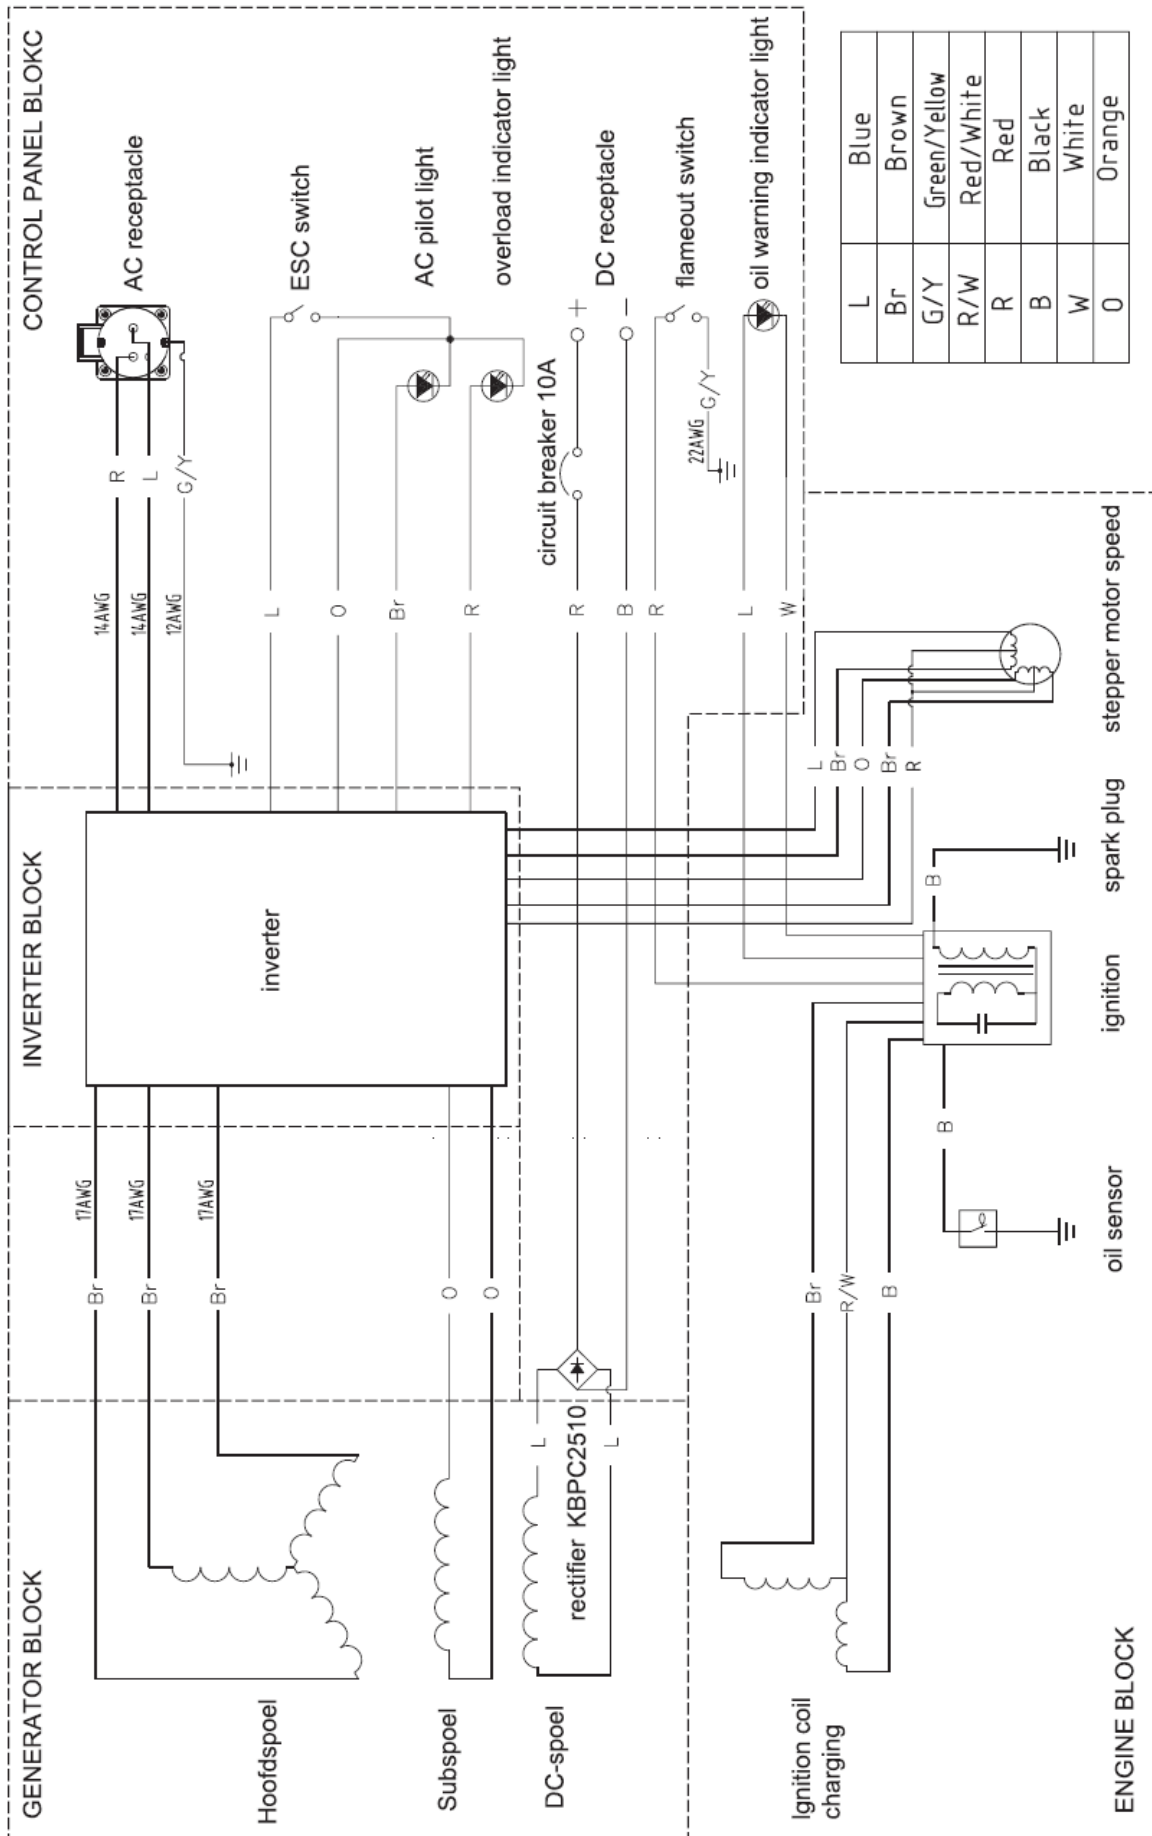 GENERATOR BLOCK
INVERTER BLOCK
CONTROL PANEL BLOKC
Br
17AWG
14AWG
R
AC receptacle
Br
17AWG
14AWG
L
Br
17AWG
12AWG
G/Y
Hoofdspoel
inverter
L
ESC switch
O
Br
AC pilot light
Subspoel
O
R
overload indicator light
O
DC-spoel
L
circuit breaker 10A
rectifier KBPC2510
R
+
DC receptacle
L
B
−
R
flameout switch
22AWG
G/Y
L
oil warning indicator light
W
Ignition coil
charging
Br
R/W
B
L
Br
O
Br
R
B
B
oil sensor
ignition
spark plug
stepper motor speed
ENGINE BLOCK
L Blue
Br Brown
G/Y Green/Yellow
R/W Red/White
R Red
B Black
W White
O Orange